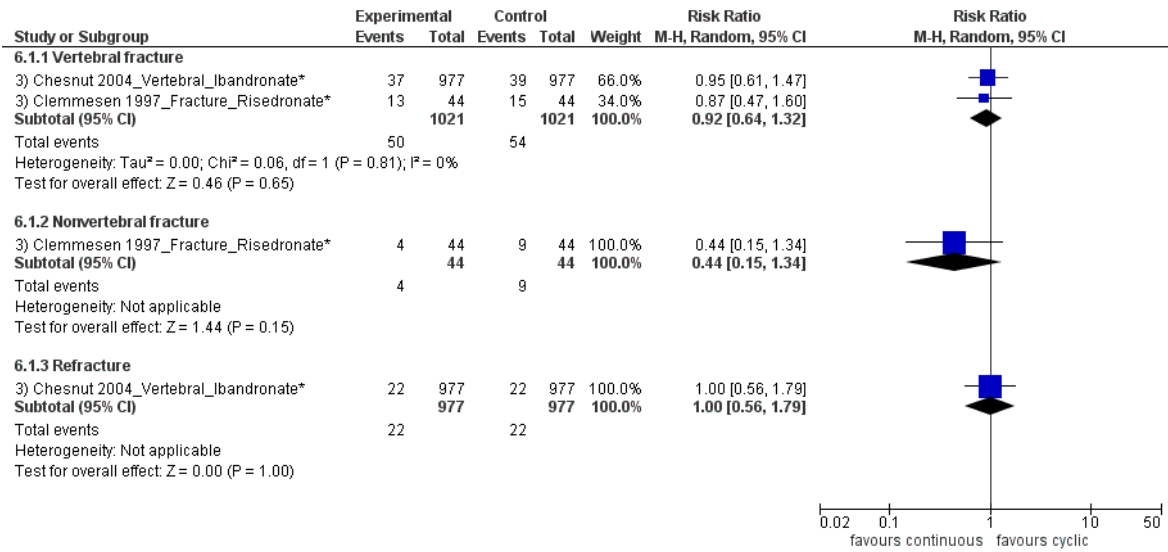 Experimental Control Risk Ratio Risk Ratio
Study or Subgroup Events Total Events Total Weight M-H, Random, 95% CI M-H, Random, 95% CI
6.1.1 Vertebral fracture
3) Chesnut 2004_Vertebral_Ibandronate* 37 977 39 977 66.0% 0.95 [0.61, 1.47]
3) Clemmesen 1997_Fracture_Risedronate* 13 44 15 44 34.0% 0.87 [0.47, 1.60]
Subtotal (95% CI) 1021 1021 100.0% 0.92 [0.64, 1.32]
Total events 50 54
Heterogeneity: Tau² = 0.00; Chi² = 0.06, df = 1 (P = 0.81); I² = 0%
Test for overall effect: Z = 0.46 (P = 0.65)
6.1.2 Nonvertebral fracture
3) Clemmesen 1997_Fracture_Risedronate* 4 44 9 44 100.0% 0.44 [0.15, 1.34]
Subtotal (95% CI) 44 44 100.0% 0.44 [0.15, 1.34]
Total events 4 9
Heterogeneity: Not applicable
Test for overall effect: Z = 1.44 (P = 0.15)
6.1.3 Refracture
3) Chesnut 2004_Vertebral_Ibandronate* 22 977 22 977 100.0% 1.00 [0.56, 1.79]
Subtotal (95% CI) 977 977 100.0% 1.00 [0.56, 1.79]
Total events 22 22
Heterogeneity: Not applicable
Test for overall effect: Z = 0.00 (P = 1.00)
0.02 0.1 1 10 50
favours continuous favours cyclic